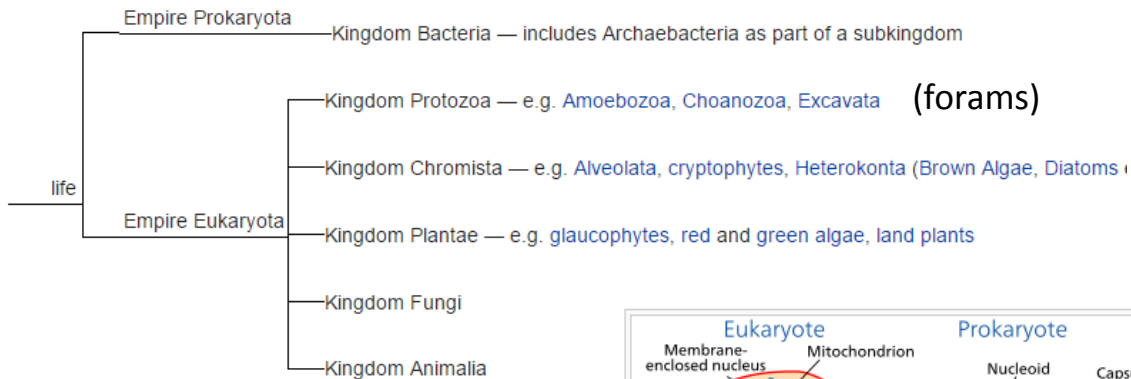 Empire Prokaryota
Kingdom Bacteria — includes Archaebacteria as part of a subkingdom
Kingdom Protozoa — e.g. Amoebozoa, Choanozoa, Excavata (forams)
Kingdom Chromista — e.g. Alveolata, cryptophytes, Heterokonta (Brown Algae, Diatoms
life
Empire Eukaryota
Kingdom Plantae — e.g. glaucophytes, red and green algae, land plants
Kingdom Fungi
Kingdom Animalia
Eukaryote Prokaryote
Membrane-
enclosed nucleus
Mitochondrion
Nucleoid